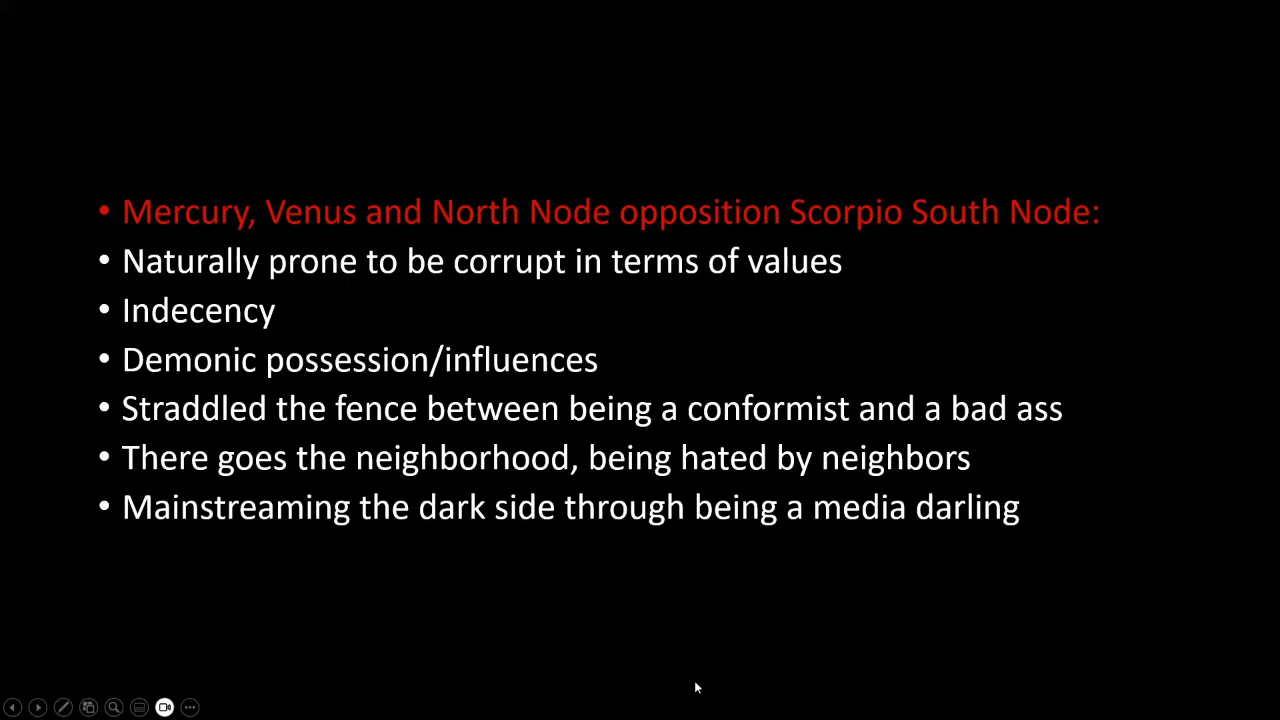 • Mercury, Venus and North Node opposition Scorpio South Node:
• Naturally prone to be corrupt in terms of values
• Indecency
• Demonic possession/influences
• Straddled the fence between being a conformist and a bad ass
• There goes the neighborhood, being hated by neighbors
• Mainstreaming the dark side through being a media darling